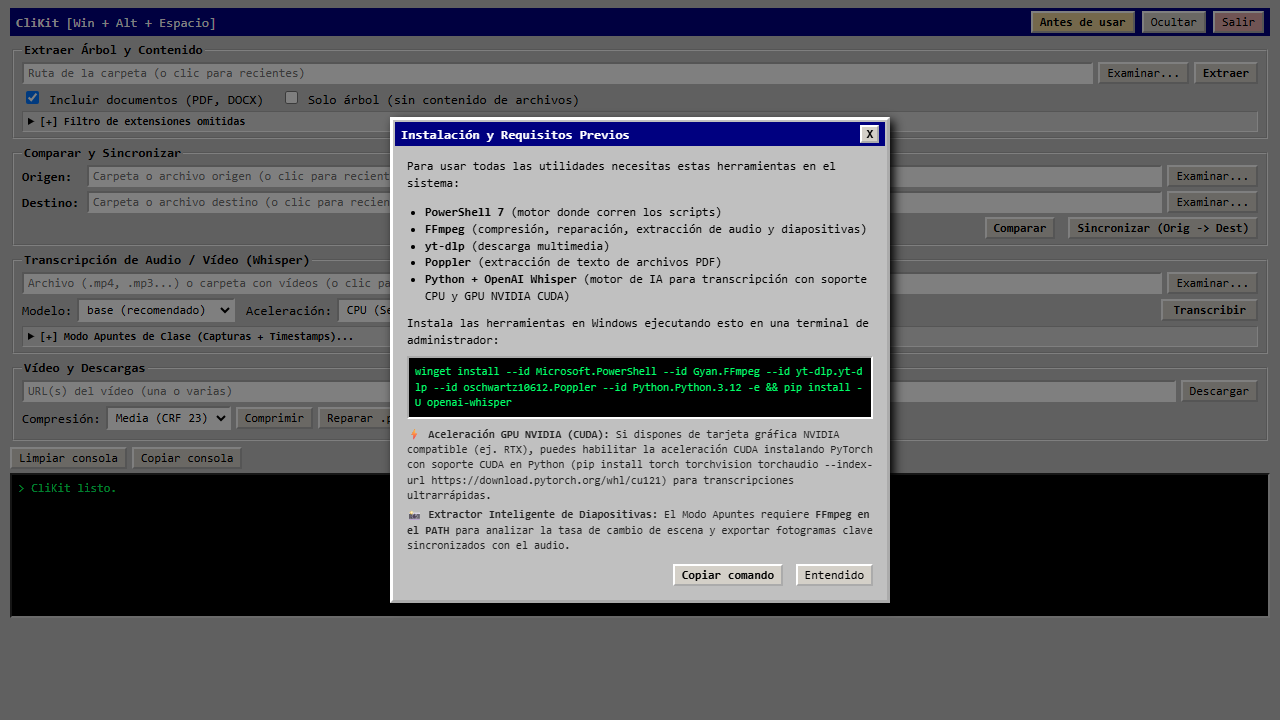 CliKit [Win + Alt + Espacio]
Antes de usar
Ocultar
Salir
Extraer Árbol y Contenido
Ruta de la carpeta (o clic para recientes)
Examinar...
Extraer
Incluir documentos (PDF, DOCX)
Solo árbol (sin contenido de archivos)
▶ [+] Filtro de extensiones omitidas
Comparar y Sincronizar
Origen:
Carpeta o archivo origen (o clic para recient
Examinar...
Destino:
Carpeta o archivo destino (o clic para recien
Examinar...
Comparar
Sincronizar (Orig -> Dest)
Transcripción de Audio / Vídeo (Whisper)
Archivo (.mp4, .mp3...) o carpeta con vídeos (o clic pa
Examinar...
Modelo:
base (recomendado)
Aceleración:
CPU (Se
Transcribir
▶ [+] Modo Apuntes de Clase (Capturas + Timestamps)...
Vídeo y Descargas
URL(s) del vídeo (una o varias)
Descargar
Compresión:
Media (CRF 23)
Comprimir
Reparar .
Limpiar consola
Copiar consola
> CliKit listo.
Instalación y Requisitos Previos
X
Para usar todas las utilidades necesitas estas herramientas en el
sistema:
• PowerShell 7 (motor donde corren los scripts)
• FFmpeg (compresión, reparación, extracción de audio y diapositivas)
• yt-dlp (descarga multimedia)
• Poppler (extracción de texto de archivos PDF)
• Python + OpenAI Whisper (motor de IA para transcripción con soporte
CPU y GPU NVIDIA CUDA)
Instala las herramientas en Windows ejecutando esto en una terminal de
administrador:
winget install --id Microsoft.PowerShell --id Gyan.FFmpeg --id yt-dlp.yt-d
lp --id oschwartz10612.Poppler --id Python.Python.3.12 -e && pip install -
U openai-whisper
⚡ Aceleración GPU NVIDIA (CUDA): Si dispones de tarjeta gráfica NVIDIA
compatible (ej. RTX), puedes habilitar la aceleración CUDA instalando PyTorch
con soporte CUDA en Python (pip install torch torchvision torchaudio --index-
url https://download.pytorch.org/whl/cu121) para transcripciones
ultrarrápidas.
📸 Extractor Inteligente de Diapositivas: El Modo Apuntes requiere FFmpeg en
el PATH para analizar la tasa de cambio de escena y exportar fotogramas clave
sincronizados con el audio.
Copiar comando
Entendido